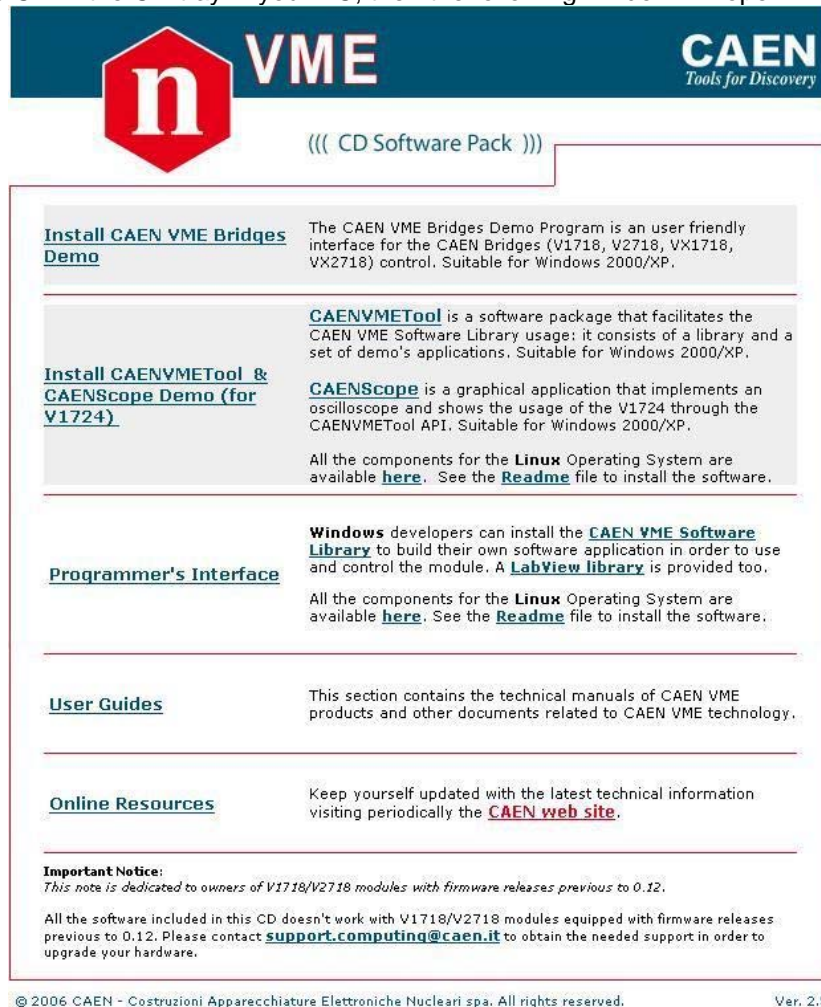 VME
CAEN
Tools for Discovery
n
((( CD Software Pack )))
Install CAEN VME Bridges
Demo
The CAEN VME Bridges Demo Program is an user friendly
interface for the CAEN Bridges (V1718, V2718, VX1718,
VX2718) control. Suitable for Windows 2000/XP.
Install CAENVMETool &
CAENScope Demo (for
V1724)
CAENVMETool is a software package that facilitates the
CAEN VME Software Library usage: it consists of a library and a
set of demo's applications. Suitable for Windows 2000/XP.
CAENScope is a graphical application that implements an
oscilloscope and shows the usage of the V1724 through the
CAENVMETool API. Suitable for Windows 2000/XP.
All the components for the Linux Operating System are
available here. See the Readme file to install the software.
Programmer's Interface
Windows developers can install the CAEN VME Software
Library to build their own software application in order to use
and control the module. A LabView library is provided too.
All the components for the Linux Operating System are
available here. See the Readme file to install the software.
User Guides
This section contains the technical manuals of CAEN VME
products and other documents related to CAEN VME technology.
Online Resources
Keep yourself updated with the latest technical information
visiting periodically the CAEN web site.
Important Notice:
This note is dedicated to owners of V1718/V2718 modules with firmware releases previous to 0.12.
All the software included in this CD doesn't work with V1718/V2718 modules equipped with firmware releases
previous to 0.12. Please contact support.computing@caen.it to obtain the needed support in order to
upgrade your hardware.
© 2006 CAEN - Costruzioni Apparecchiature Elettroniche Nucleari spa. All rights reserved.
Ver. 2.